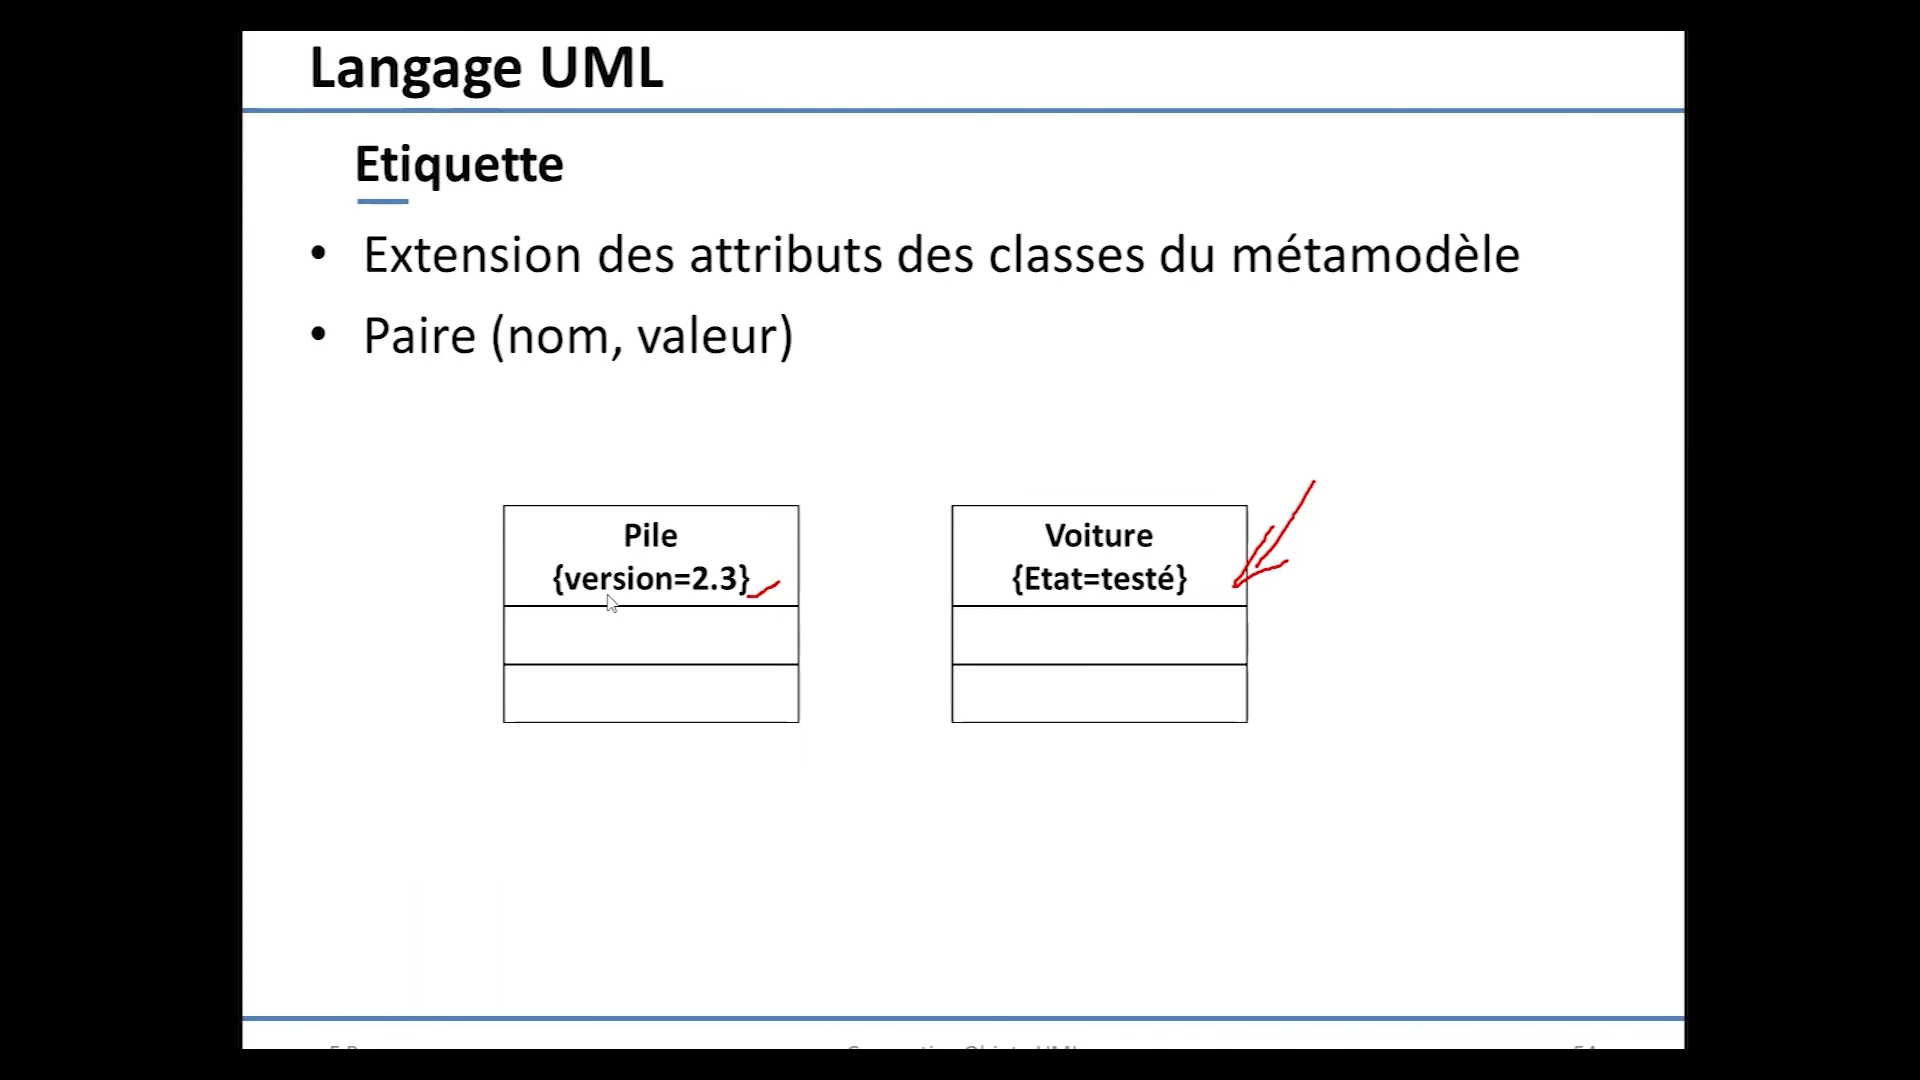 Langage UML
Etiquette
• Extension des attributs des classes du métamodèle
• Paire (nom, valeur)
Pile
{version=2.3}
Voiture
{Etat=testé}